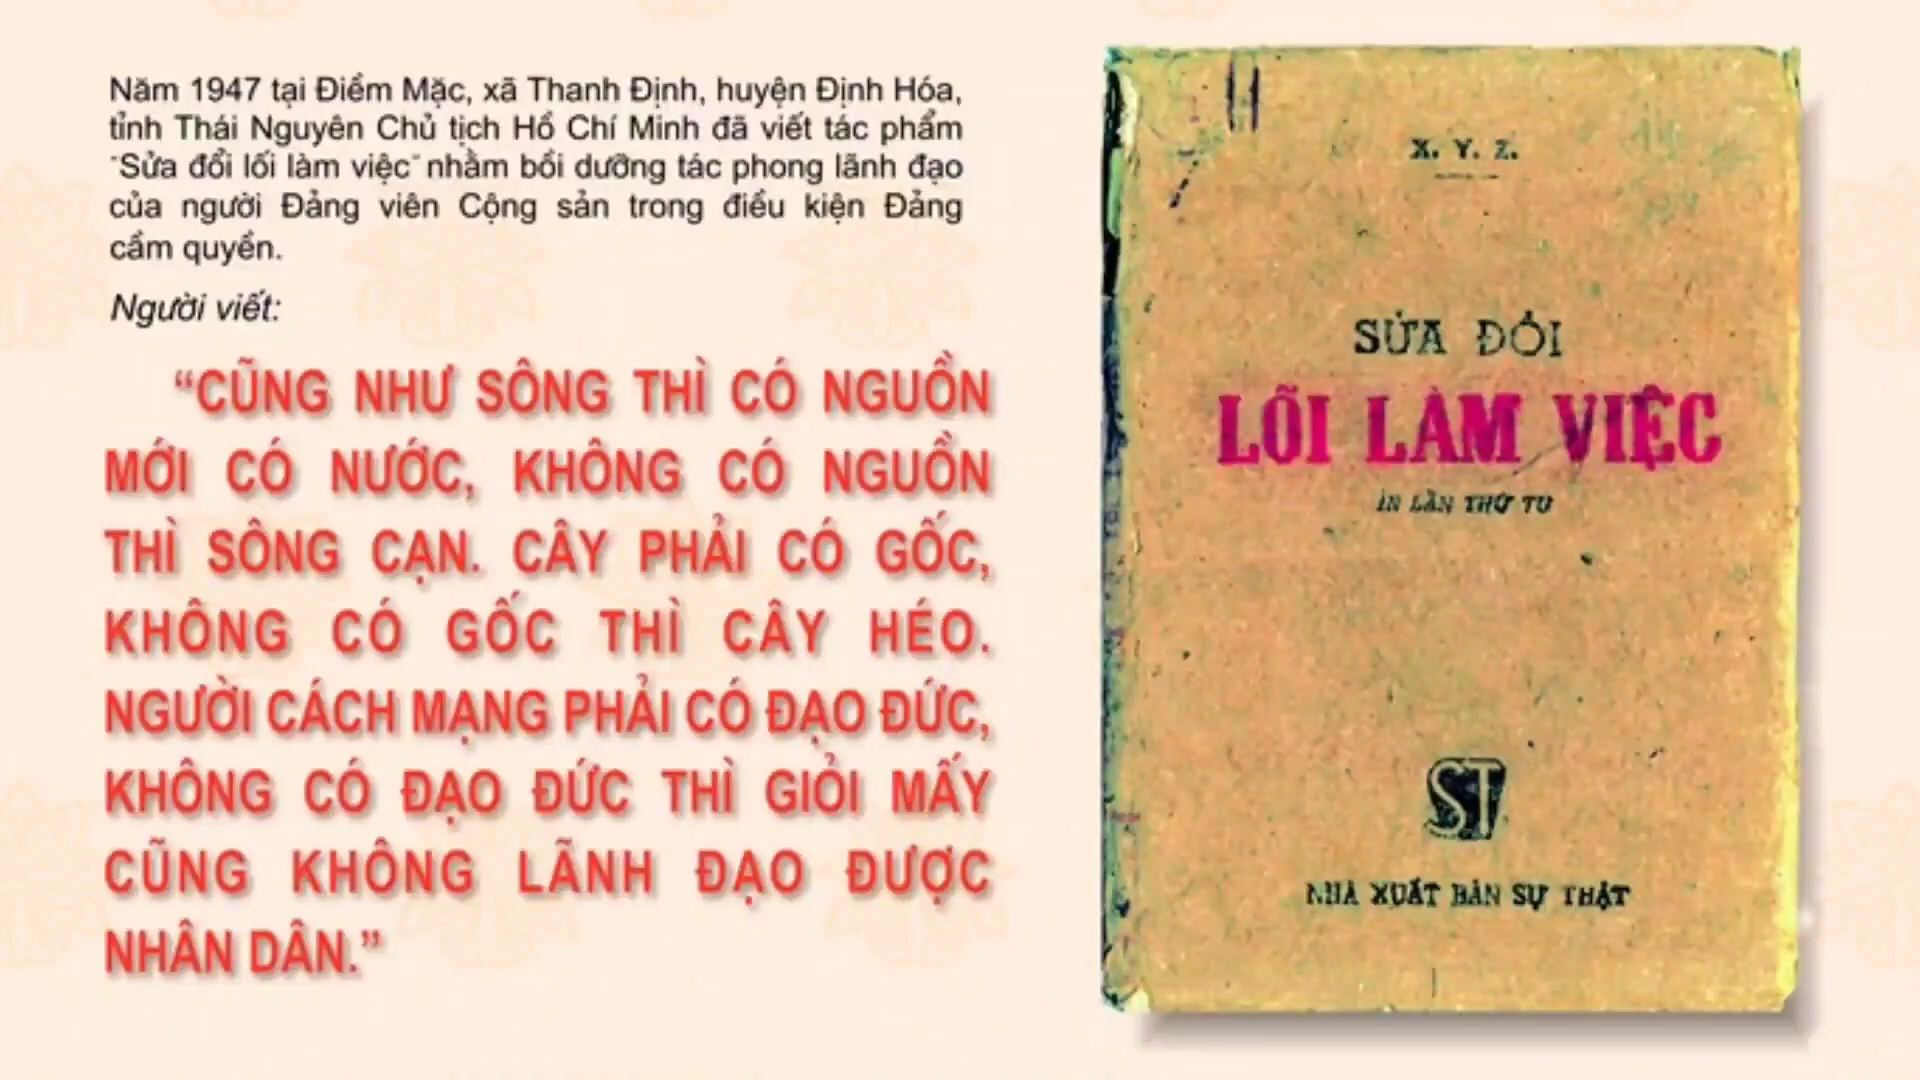 Năm 1947 tại Điềm Mặc, xã Thanh Định, huyện Định Hóa,
tỉnh Thái Nguyên Chủ tịch Hồ Chí Minh đã viết tác phẩm
"Sửa đổi lối làm việc" nhằm bồi dưỡng tác phong lãnh đạo
của người Đảng viên Cộng sản trong điều kiện Đảng
cầm quyền.
Người viết:
“CŨNG NHƯ SÔNG THÌ CÓ NGUỒN
MỚI CÓ NƯỚC, KHÔNG CÓ NGUỒN
THÌ SÔNG CẠN. CÂY PHẢI CÓ GỐC,
KHÔNG CÓ GỐC THÌ CÂY HÉO.
NGƯỜI CÁCH MẠNG PHẢI CÓ ĐẠO ĐỨC,
KHÔNG CÓ ĐẠO ĐỨC THÌ GIỎI MẤY
CŨNG KHÔNG LÃNH ĐẠO ĐƯỢC
NHÂN DÂN.”
X. Y. Z.
SỬA ĐỔI
LỐI LÀM VIỆC
IN LẦN THỨ TƯ
ST
NHÀ XUẤT BẢN SỰ THẬT